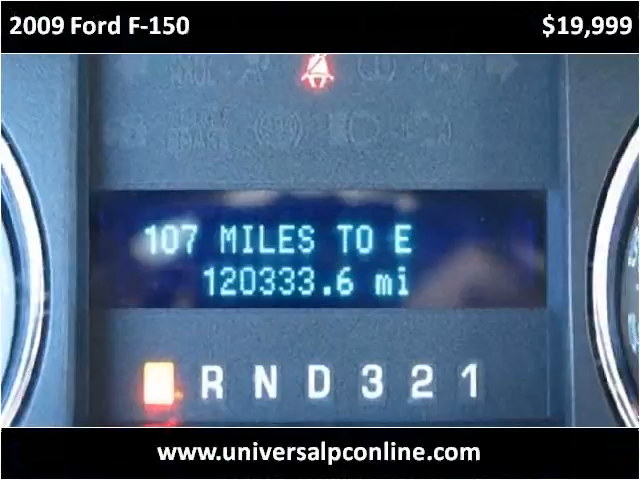 2009 Ford F-150 $19,999
107 MILES TO E
120333.6 mi
R N D 3 2 1
www.universalpconline.com